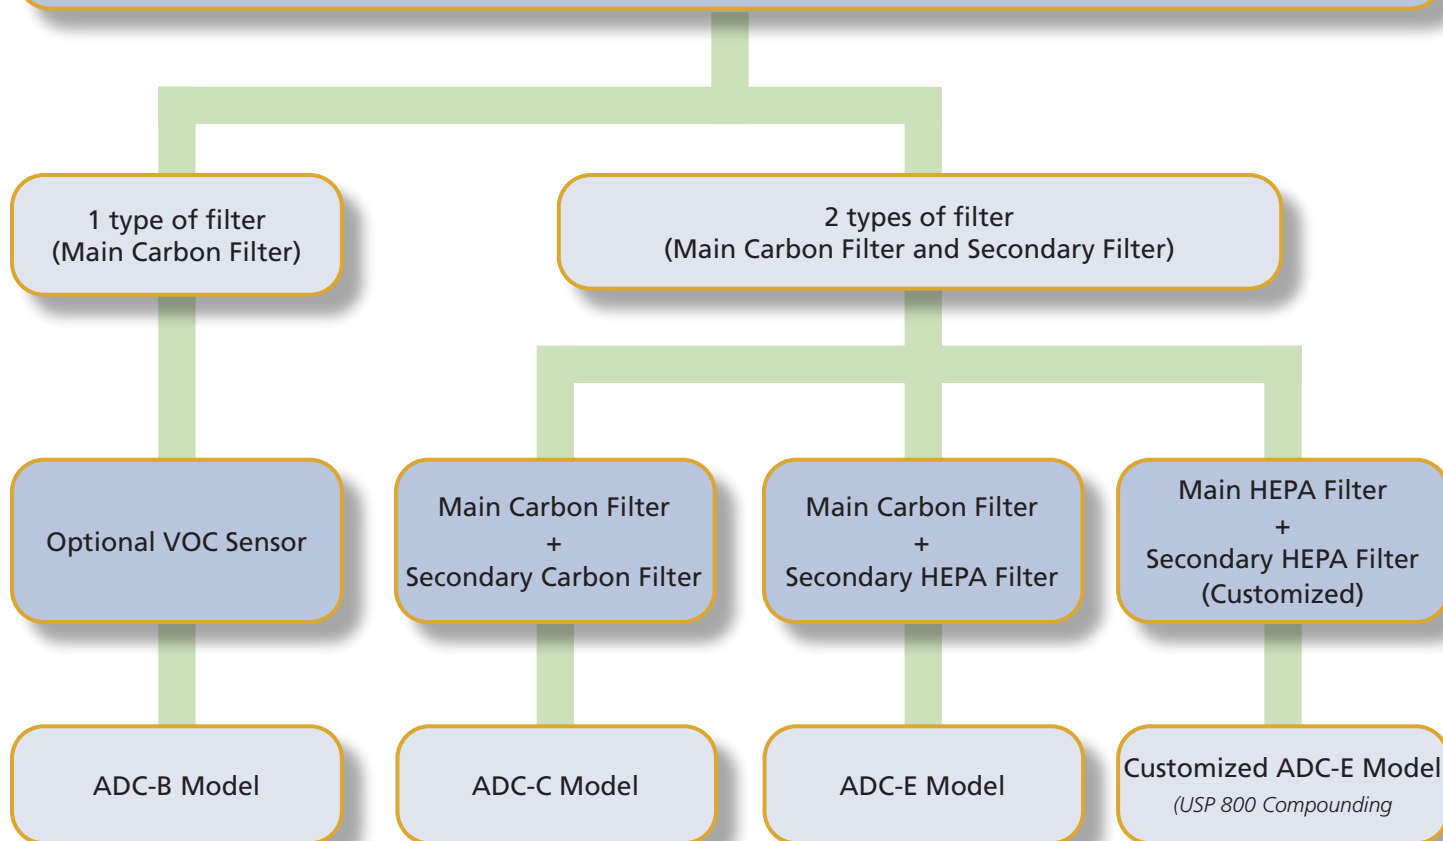 1 type of filter
(Main Carbon Filter)
2 types of filter
(Main Carbon Filter and Secondary Filter)
Optional VOC Sensor
Main Carbon Filter
+
Secondary Carbon Filter
Main Carbon Filter
+
Secondary HEPA Filter
Main HEPA Filter
+
Secondary HEPA Filter
(Customized)
ADC-B Model
ADC-C Model
ADC-E Model
Customized ADC-E Model
(USP 800 Compounding